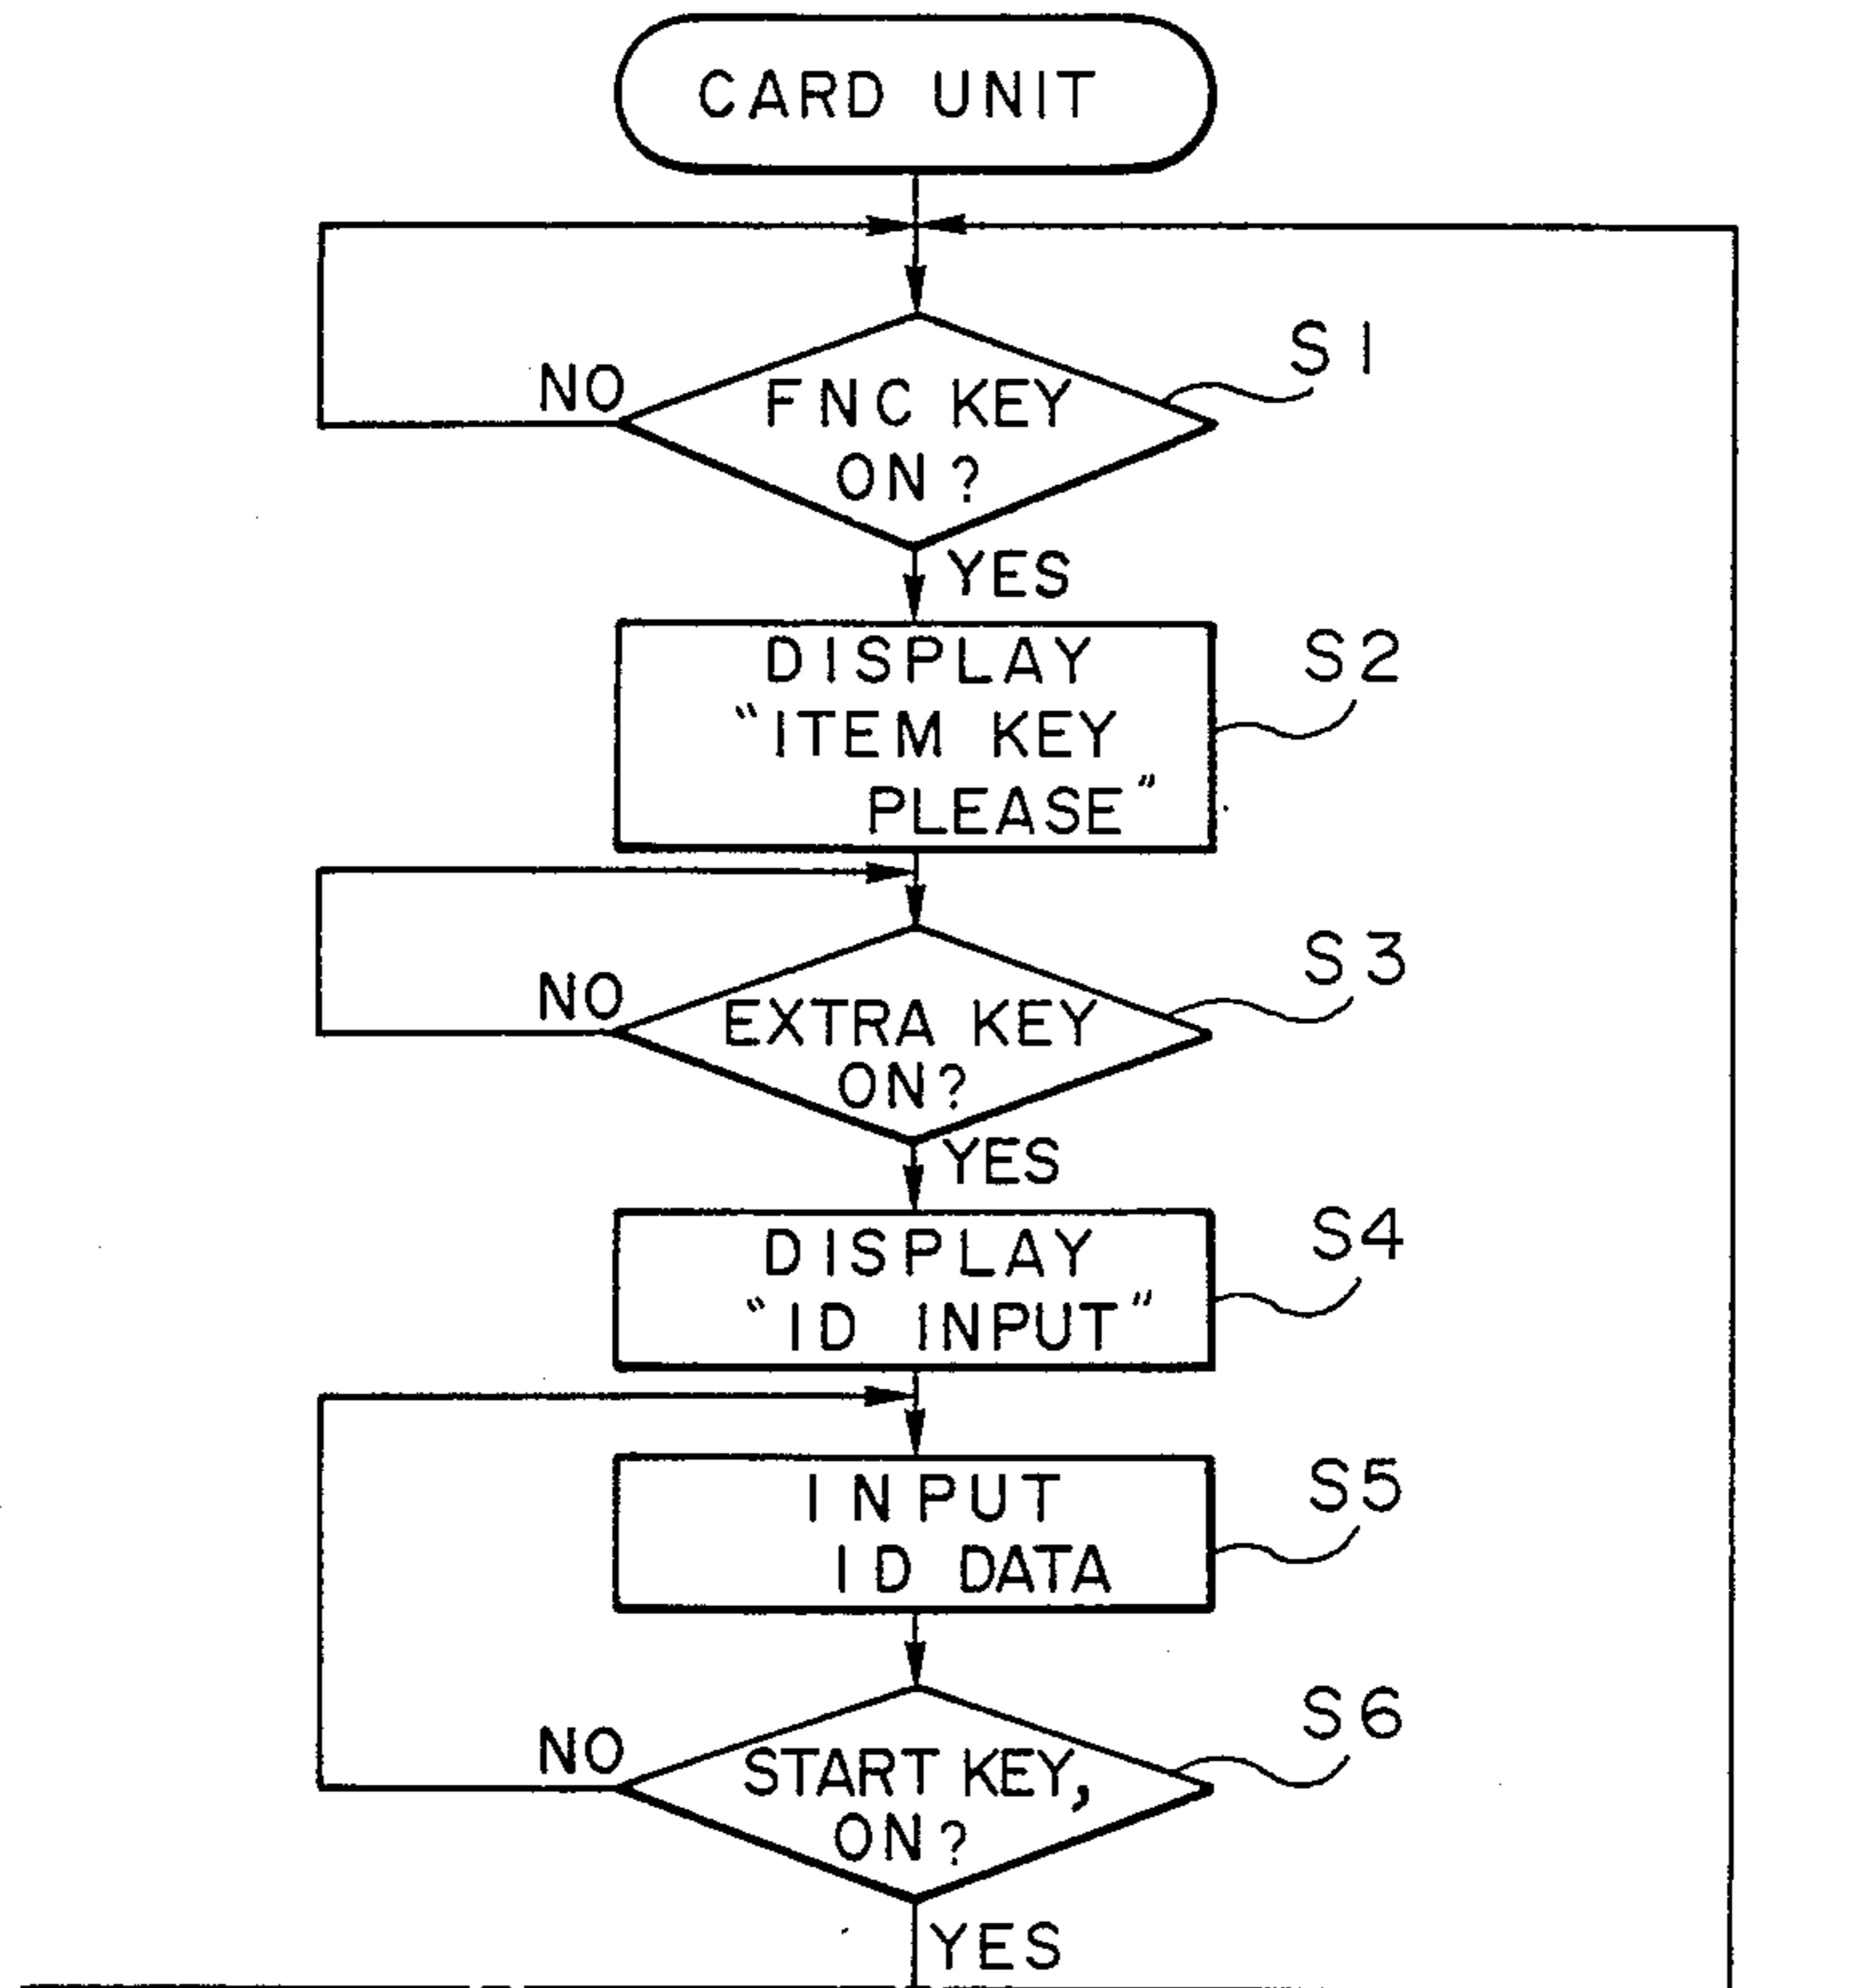 CARD UNIT
S1
NO
FNC KEY
ON?
YES
DISPLAY
S2
"ITEM KEY
PLEASE"
S3
NO
EXTRA KEY
ON?
YES
DISPLAY
S4
"ID INPUT"
INPUT
S5
ID DATA
S6
NO
START KEY,
ON?
YES